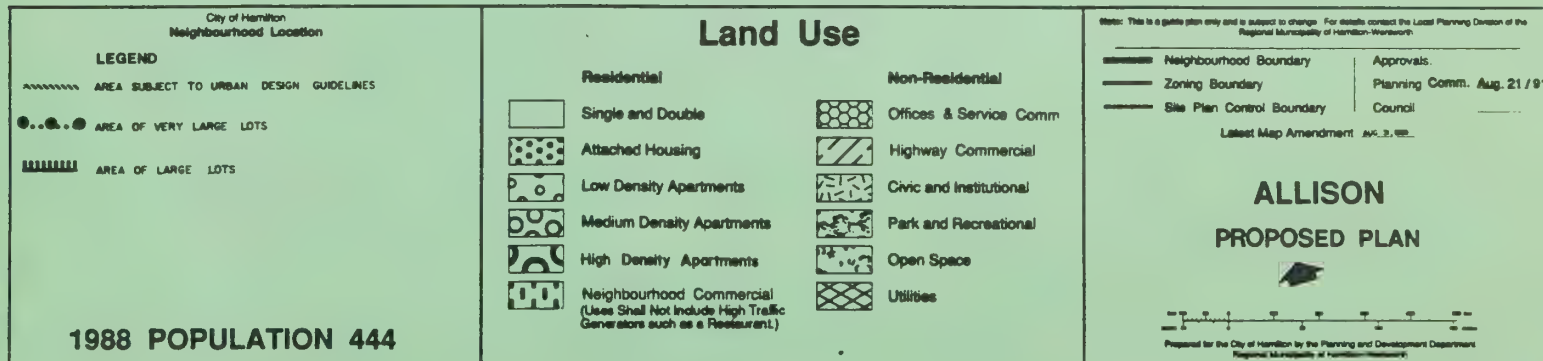 City of Hamilton
Neighbourhood Location
LEGEND
AREA SUBJECT TO URBAN DESIGN GUIDELINES
AREA OF VERY LARGE LOTS
AREA OF LARGE LOTS
1988 POPULATION 444
Land Use
Residential
Single and Double
Attached Housing
Low Density Apartments
Medium Density Apartments
High Density Apartments
Neighbourhood Commercial
(Uses Shall Not Include High Traffic
Generators such as a Restaurant.)
Non-Residential
Offices & Service Comm
Highway Commercial
Civic and Institutional
Park and Recreational
Open Space
Utilities
Note: This is a guide plan only and is subject to change. For details contact the Local Planning Division of the
Regional Municipality of Hamilton-Wentworth
Neighbourhood Boundary
Zoning Boundary
Site Plan Control Boundary
Approvals.
Planning Comm. Aug. 21 / 91
Council
Latest Map Amendment
ALLISON
PROPOSED PLAN
Prepared for the City of Hamilton by the Planning and Development Department
Regional Municipality of Hamilton-Wentworth